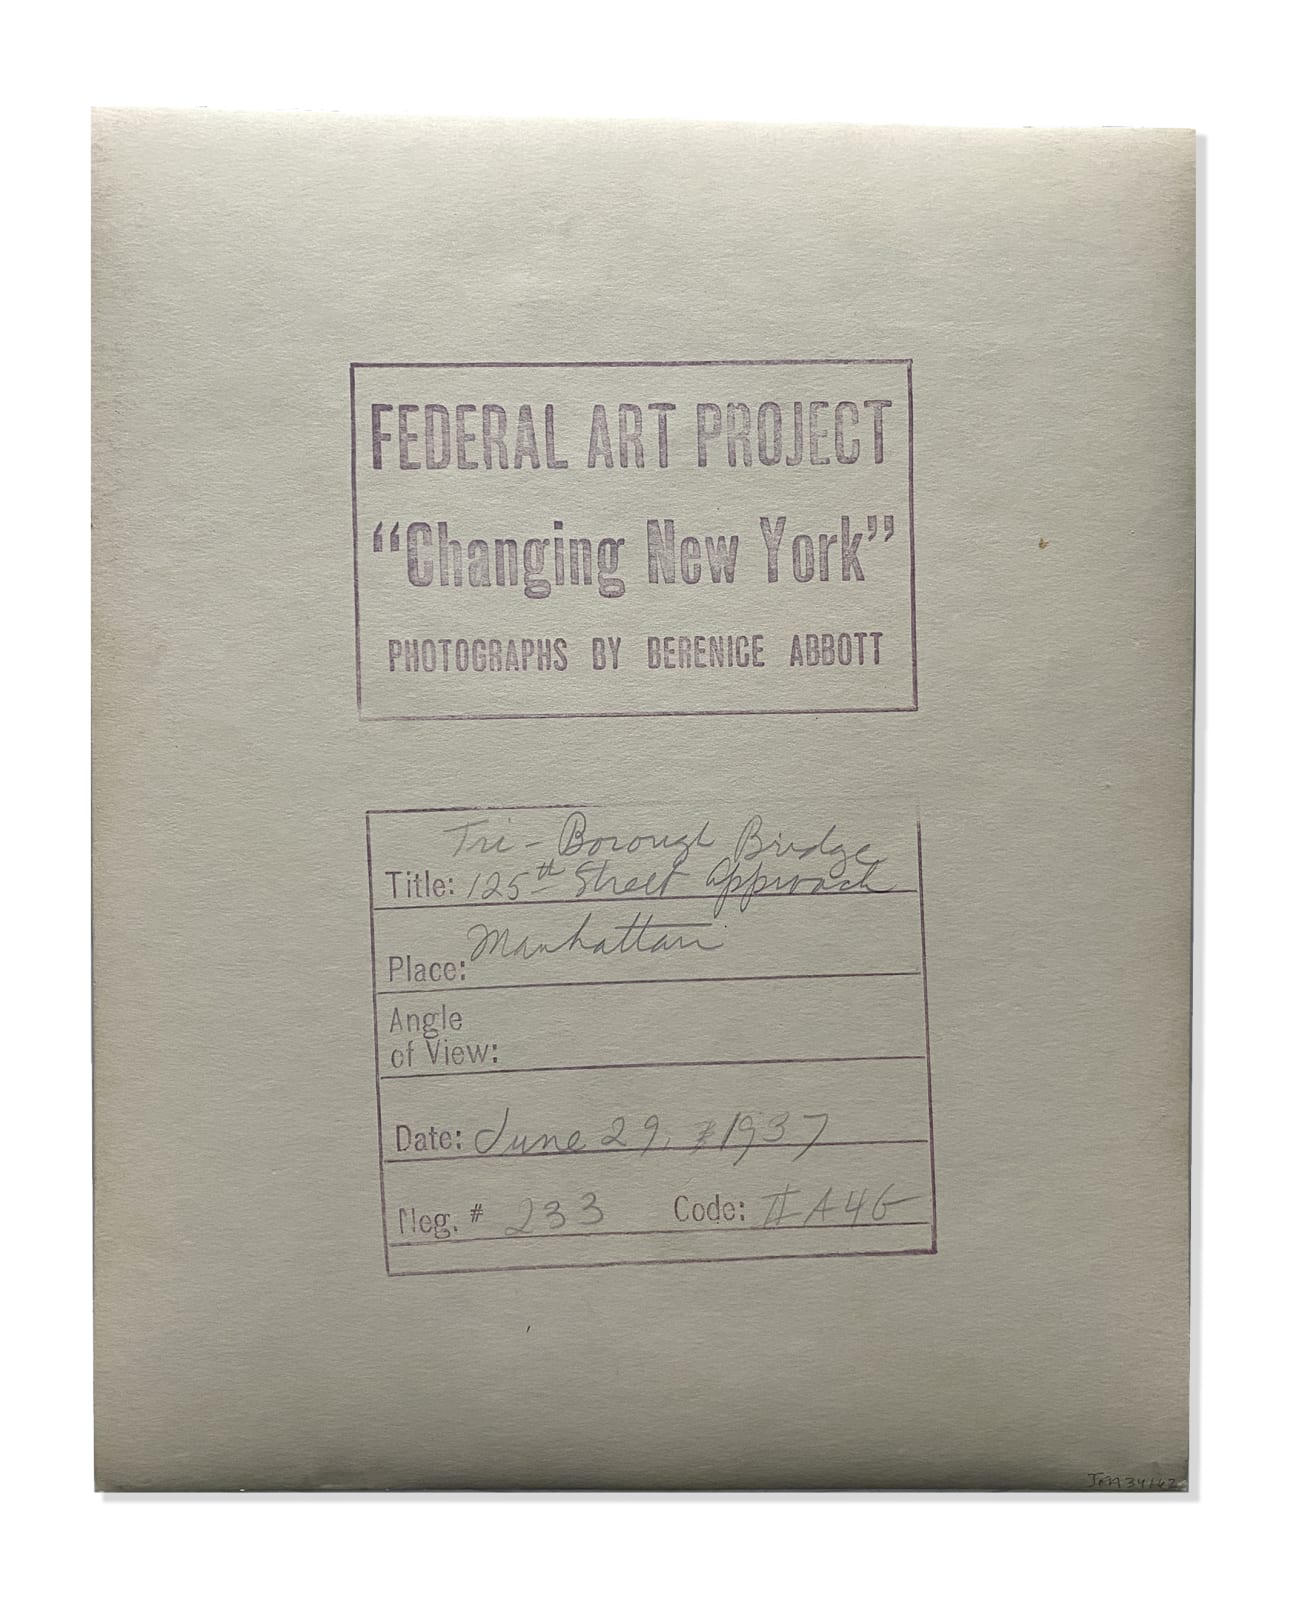 FEDERAL ART PROJECT
“Changing New York”
PHOTOGRAPHS BY BERENICE ABBOTT
Tri-Borough Bridge
Title: 125th Street Approach
Place: Manhattan
Angle
of View:
Date: June 29, 1937
Neg. # 233 Code: II A4G